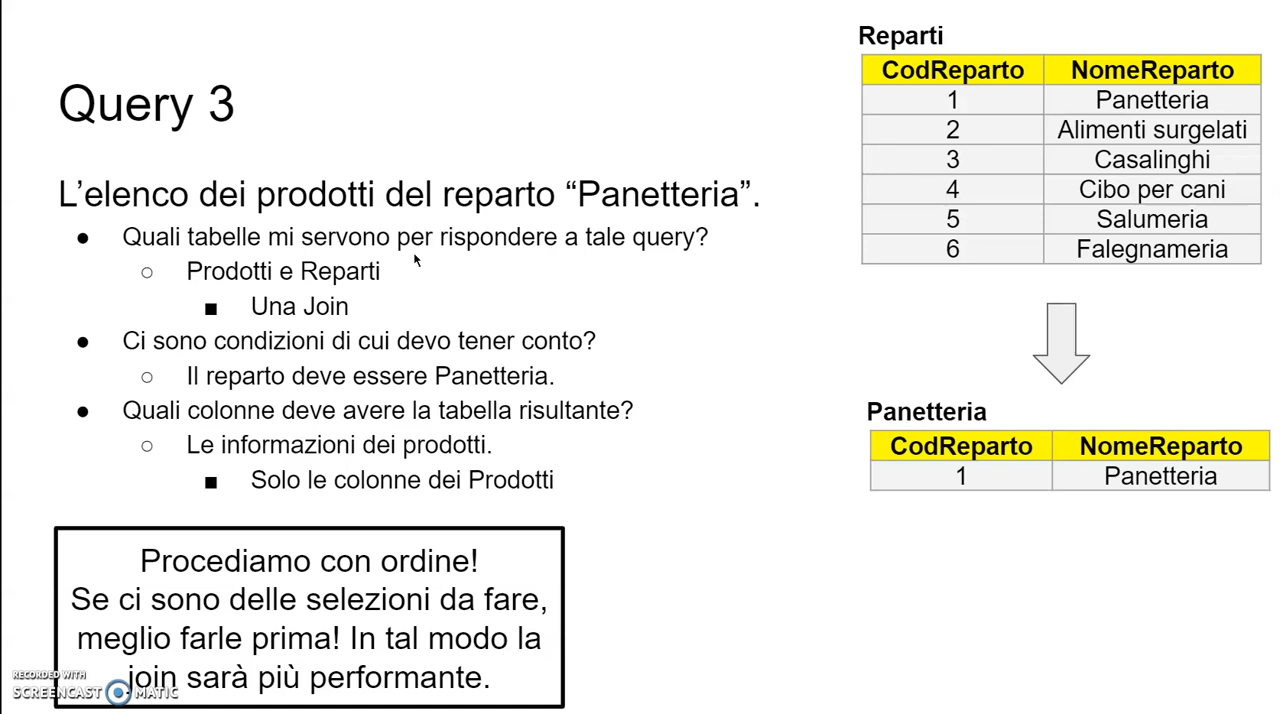 Query 3
L’elenco dei prodotti del reparto “Panetteria”.
● Quali tabelle mi servono per rispondere a tale query?
○ Prodotti e Reparti
■ Una Join
● Ci sono condizioni di cui devo tener conto?
○ Il reparto deve essere Panetteria.
● Quali colonne deve avere la tabella risultante?
○ Le informazioni dei prodotti.
■ Solo le colonne dei Prodotti
Procediamo con ordine!
Se ci sono delle selezioni da fare,
meglio farle prima! In tal modo la
join sarà più performante.
Reparti
CodReparto NomeReparto
1 Panetteria
2 Alimenti surgelati
3 Casalinghi
4 Cibo per cani
5 Salumeria
6 Falegnameria
Panetteria
CodReparto NomeReparto
1 Panetteria
RECORDED WITH
SCREENCAST MATIC